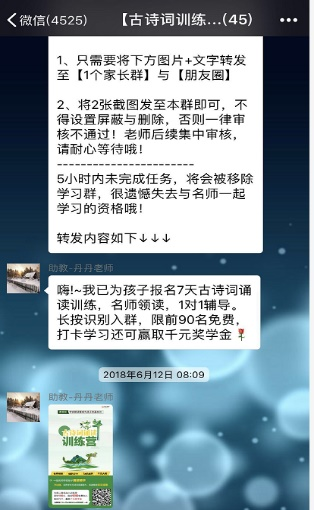 微信(4525)
【古诗词训练...(45)
1、只需要将下方图片+文字转发
至【1个家长群】与【朋友圈】
2、将2张截图发至本群即可，不
得设置屏蔽与删除，否则一律审
核不通过！老师后续集中审核，
请耐心等待哦！
-----------------------
5小时内未完成任务，将会被移除
学习群，很遗憾失去与名师一起
学习的资格哦！
转发内容如下↓↓↓
助教-丹丹老师
嗨!~我已为孩子报名7天古诗词诵
读训练，名师领读，1对1辅导。
长按识别入群，限前90名免费，
打卡学习还可赢取千元奖学金🌹
2018年6月12日 08:09
助教-丹丹老师
古诗词诵读
训练营